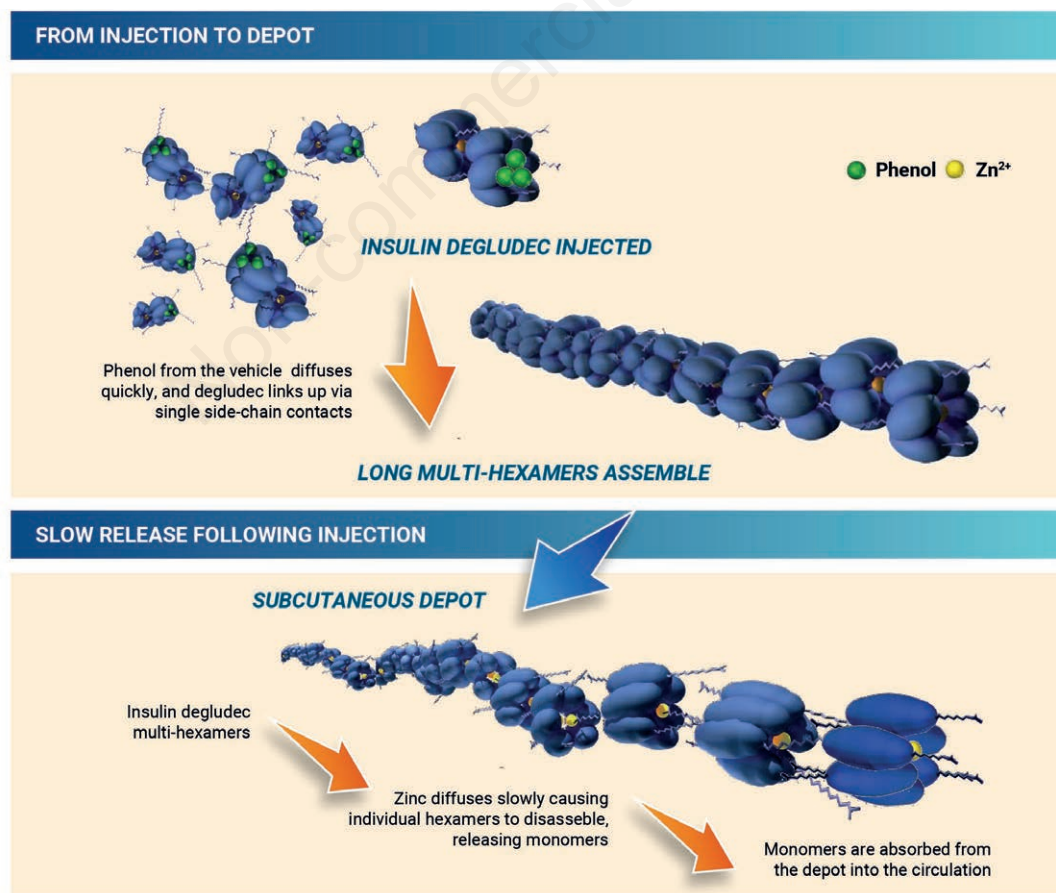 FROM INJECTION TO DEPOT
Phenol Zn²⁺
INSULIN DEGLUDEC INJECTED
Phenol from the vehicle diffuses
quickly, and degludec links up via
single side-chain contacts
LONG MULTI-HEXAMERS ASSEMBLE
SLOW RELEASE FOLLOWING INJECTION
SUBCUTANEOUS DEPOT
Insulin degludec
multi-hexamers
Zinc diffuses slowly causing
individual hexamers to disasseble,
releasing monomers
Monomers are absorbed from
the depot into the circulation